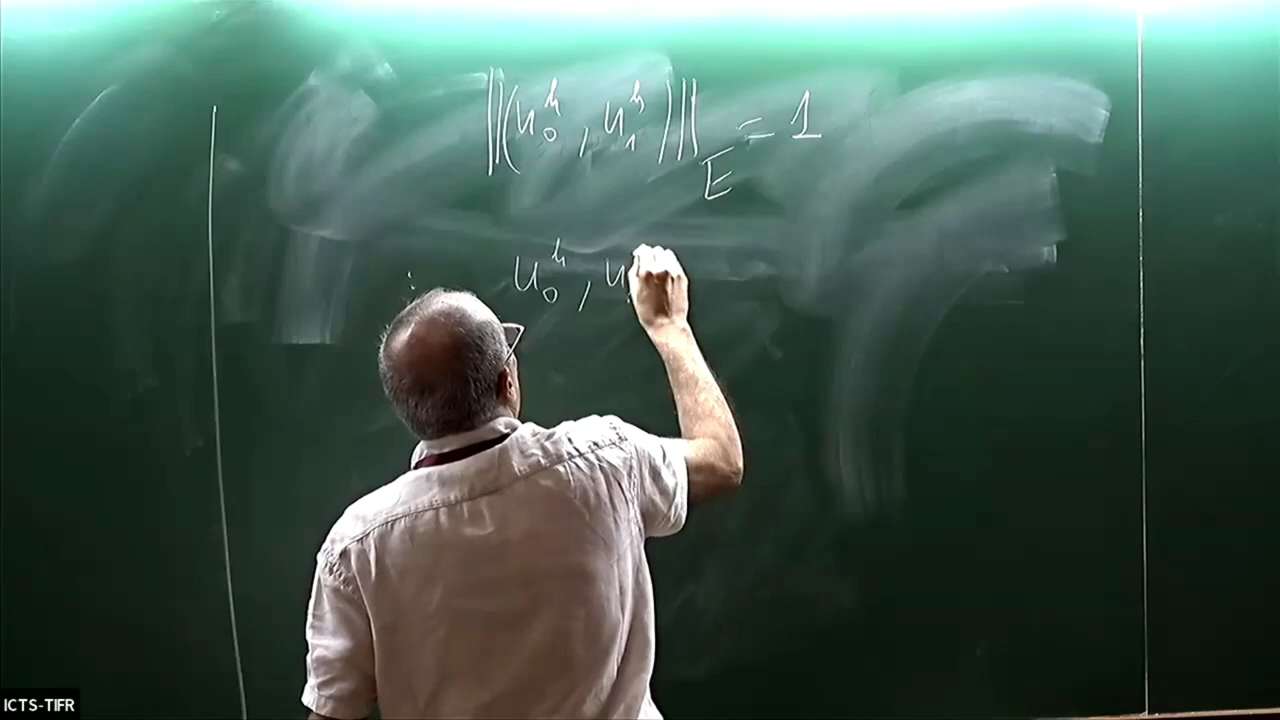 ||(u₀ʰ, u₁ʰ)||_E = 1
: u₀ʰ, u
ICTS-TIFR